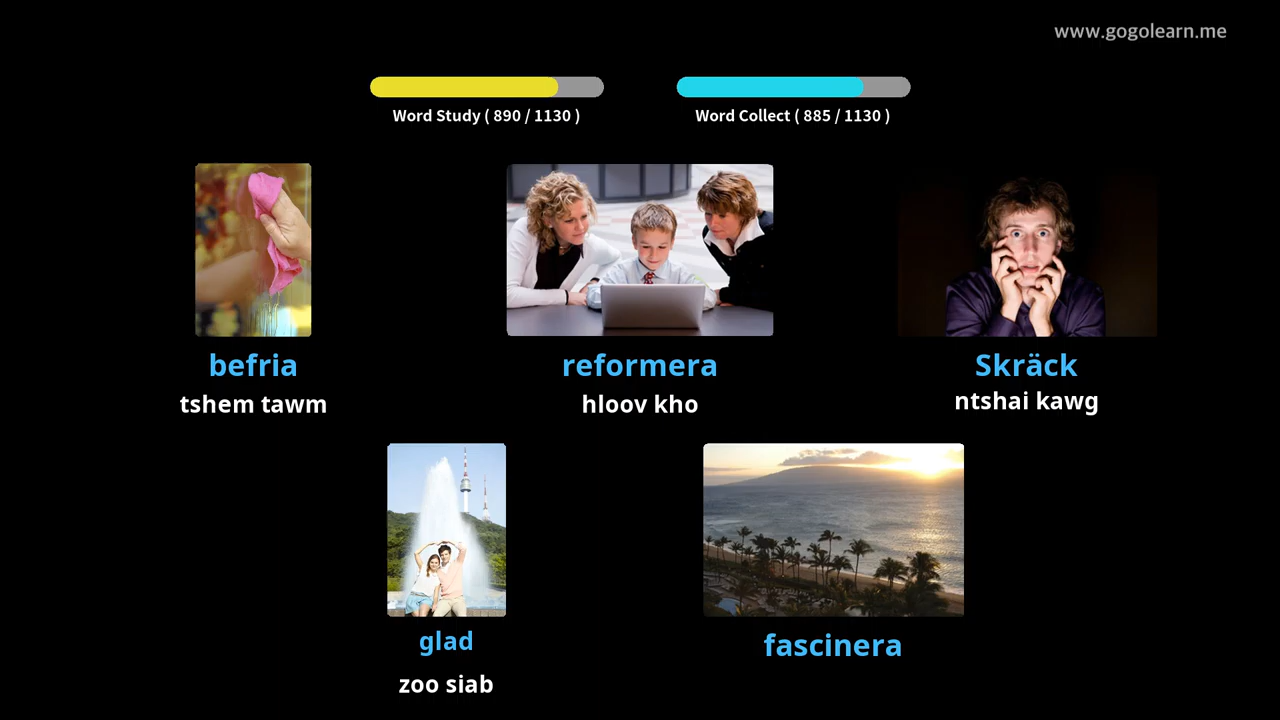 www.gogolearn.me
Word Study ( 890 / 1130 )
Word Collect ( 885 / 1130 )
befria
tshem tawm
reformera
hloov kho
Skräck
ntshai kawg
glad
zoo siab
fascinera